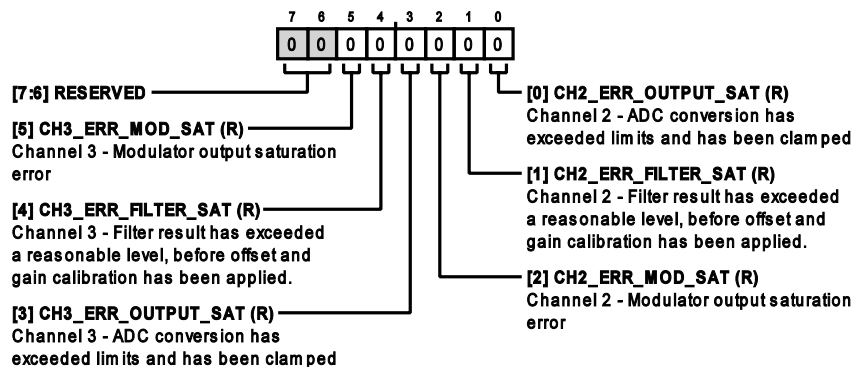 7 6 5 4 3 2 1 0
0 0 0 0 0 0 0 0
[7:6] RESERVED
[5] CH3_ERR_MOD_SAT (R)
Channel 3 - Modulator output saturation
error
[4] CH3_ERR_FILTER_SAT (R)
Channel 3 - Filter result has exceeded
a reasonable level, before offset and
gain calibration has been applied.
[3] CH3_ERR_OUTPUT_SAT (R)
Channel 3 - ADC conversion has
exceeded limits and has been clamped
[0] CH2_ERR_OUTPUT_SAT (R)
Channel 2 - ADC conversion has
exceeded limits and has been clamped
[1] CH2_ERR_FILTER_SAT (R)
Channel 2 - Filter result has exceeded
a reasonable level, before offset and
gain calibration has been applied.
[2] CH2_ERR_MOD_SAT (R)
Channel 2 - Modulator output saturation
error